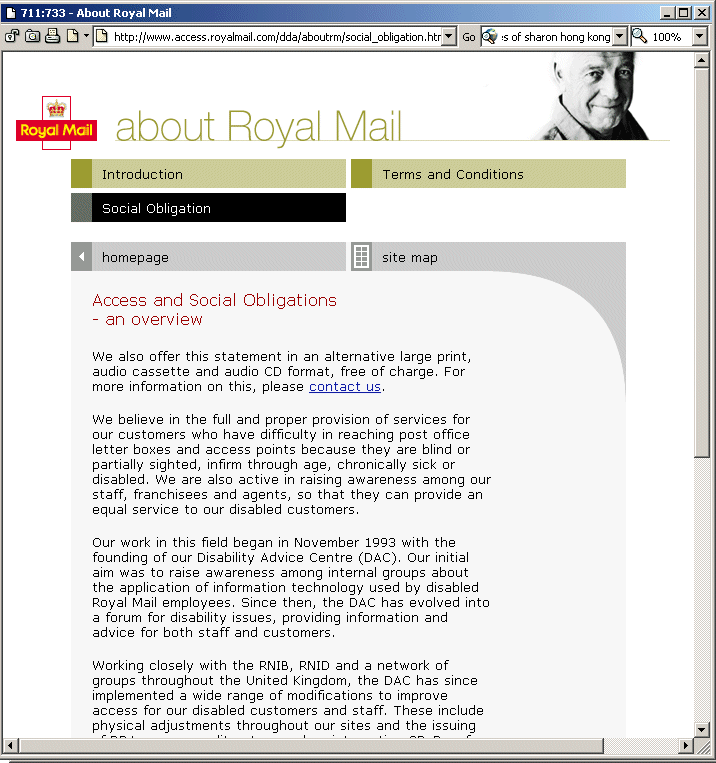 711:733 - About Royal Mail
http://www.access.royalmail.com/dda/aboutrm/social_obligation.htm Go s of sharon hong kong 100%
Royal Mail
about Royal Mail
Introduction
Terms and Conditions
Social Obligation
homepage
site map
Access and Social Obligations
- an overview
We also offer this statement in an alternative large print,
audio cassette and audio CD format, free of charge. For
more information on this, please contact us.
We believe in the full and proper provision of services for
our customers who have difficulty in reaching post office
letter boxes and access points because they are blind or
partially sighted, infirm through age, chronically sick or
disabled. We are also active in raising awareness among our
staff, franchisees and agents, so that they can provide an
equal service to our disabled customers.
Our work in this field began in November 1993 with the
founding of our Disability Advice Centre (DAC). Our initial
aim was to raise awareness among internal groups about
the application of information technology used by disabled
Royal Mail employees. Since then, the DAC has evolved into
a forum for disability issues, providing information and
advice for both staff and customers.
Working closely with the RNIB, RNID and a network of
groups throughout the United Kingdom, the DAC has since
implemented a wide range of modifications to improve
access for our disabled customers and staff. These include
physical adjustments throughout our sites and the issuing